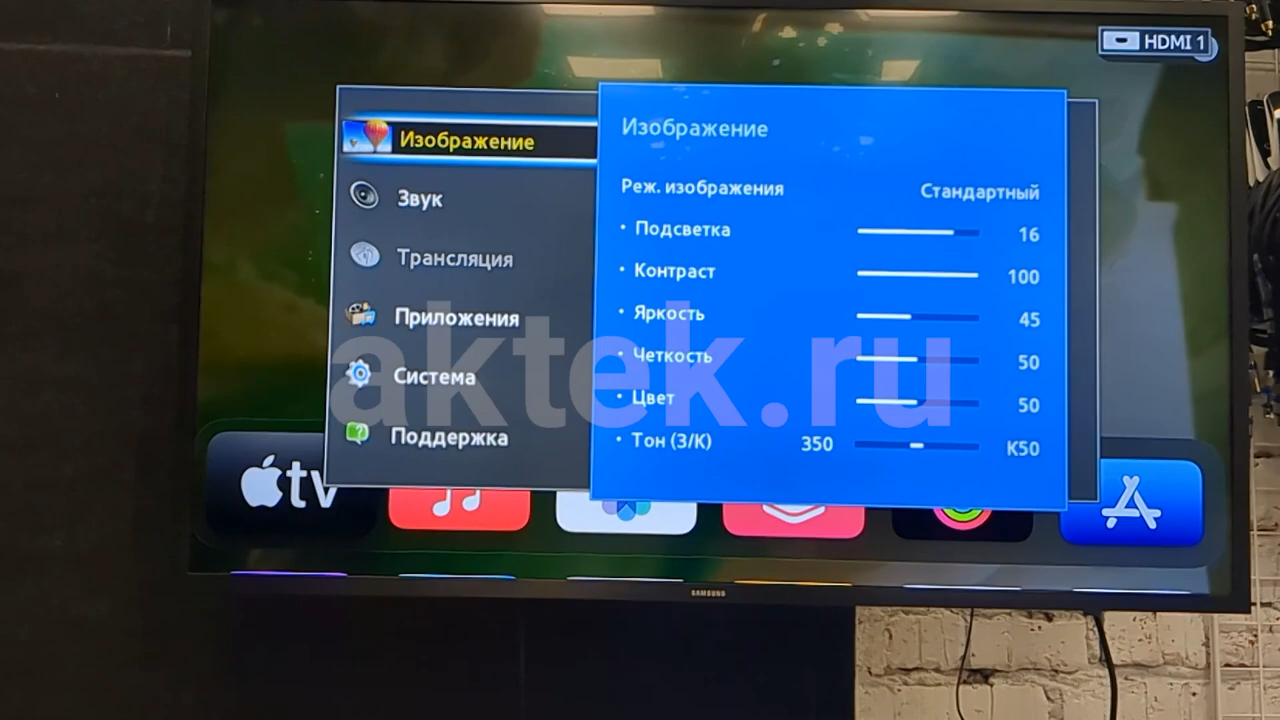 HDMI 1
Изображение
Звук
Трансляция
Приложения
Система
Поддержка
Изображение
Реж. изображения Стандартный
· Подсветка 16
· Контраст 100
· Яркость 45
· Четкость 50
· Цвет 50
· Тон (З/К) З50 К50
aktek.ru
tv
SAMSUNG